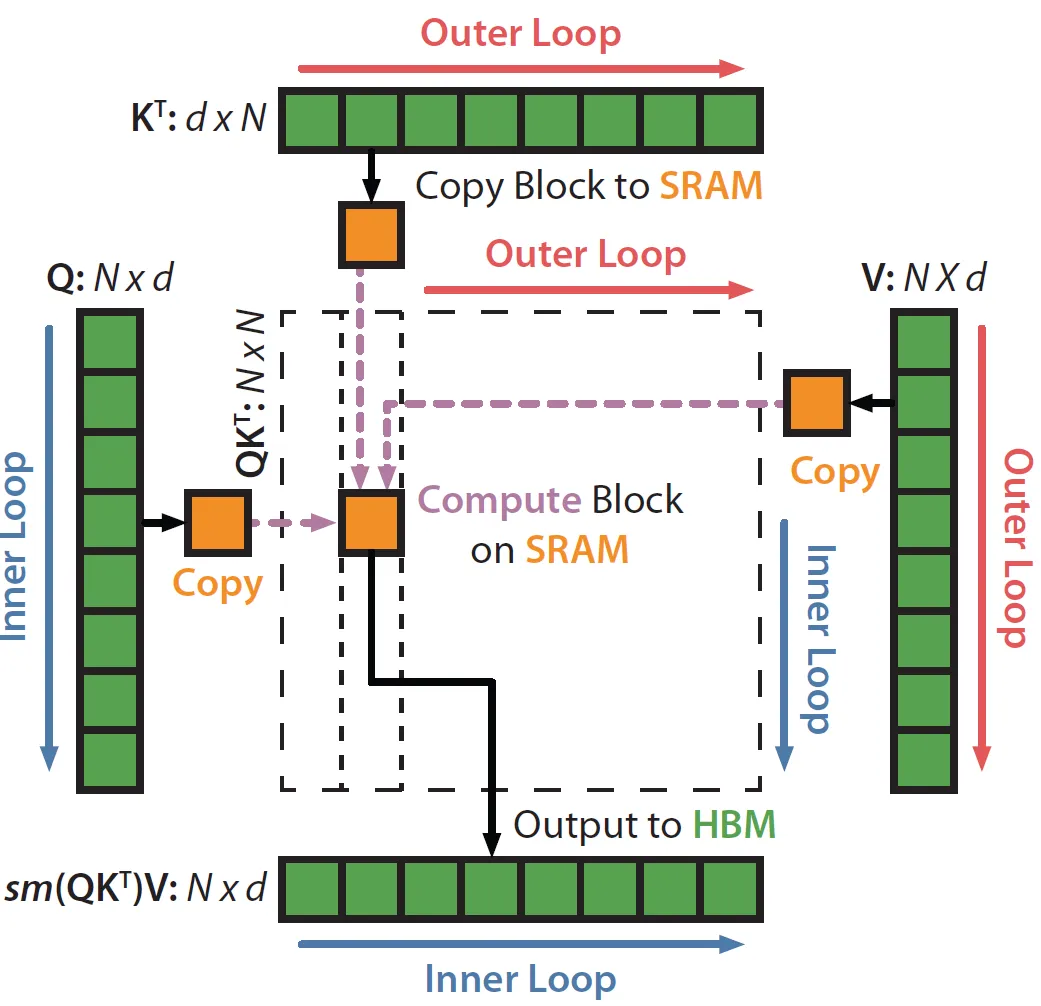 Outer Loop
Kᵀ: d x N
Copy Block to SRAM
Outer Loop
Q: N x d
V: N X d
QKᵀ: N x N
Copy
Compute Block
on SRAM
Copy
Inner Loop
Inner Loop
Outer Loop
Output to HBM
sm(QKᵀ)V: N x d
Inner Loop